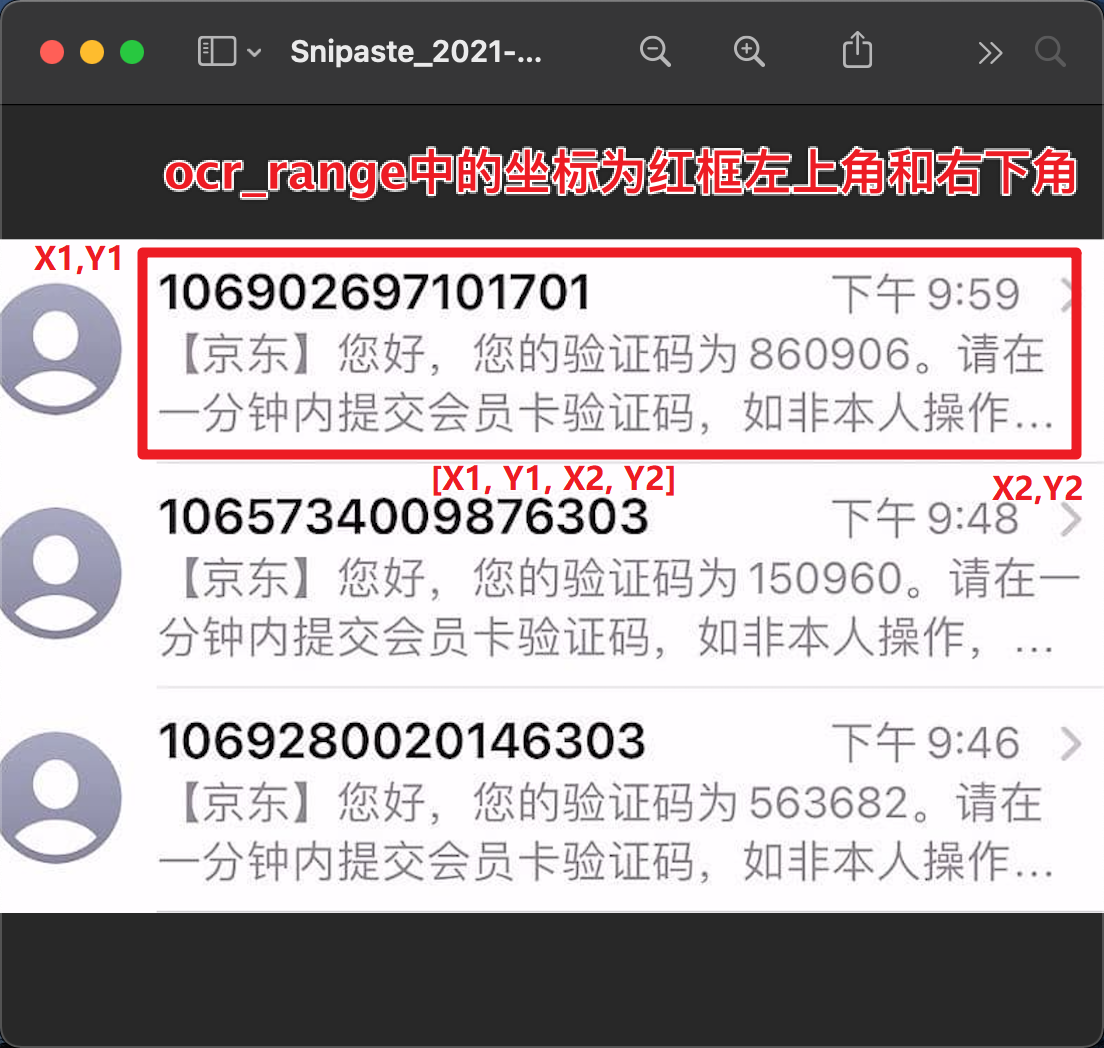 Snipaste_2021-...
ocr_range中的坐标为红框左上角和右下角
X1,Y1
106902697101701 下午 9:59
【京东】您好，您的验证码为 860906。请在
一分钟内提交会员卡验证码，如非本人操作...
[X1, Y1, X2, Y2]
X2,Y2
1065734009876303 下午 9:48
【京东】您好，您的验证码为 150960。请在一
分钟内提交会员卡验证码，如非本人操作，...
1069280020146303 下午 9:46
【京东】您好，您的验证码为 563682。请在
一分钟内提交会员卡验证码，如非本人操作...